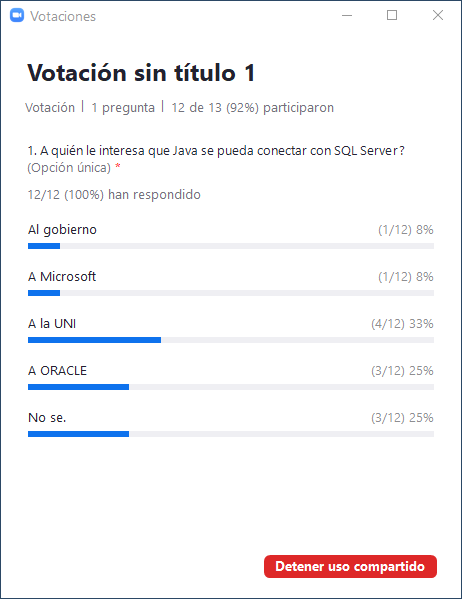 Votaciones
Votación sin título 1
Votación | 1 pregunta | 12 de 13 (92%) participaron
1. A quién le interesa que Java se pueda conectar con SQL Server?
(Opción única) *
12/12 (100%) han respondido
Al gobierno (1/12) 8%
A Microsoft (1/12) 8%
A la UNI (4/12) 33%
A ORACLE (3/12) 25%
No se. (3/12) 25%
Detener uso compartido